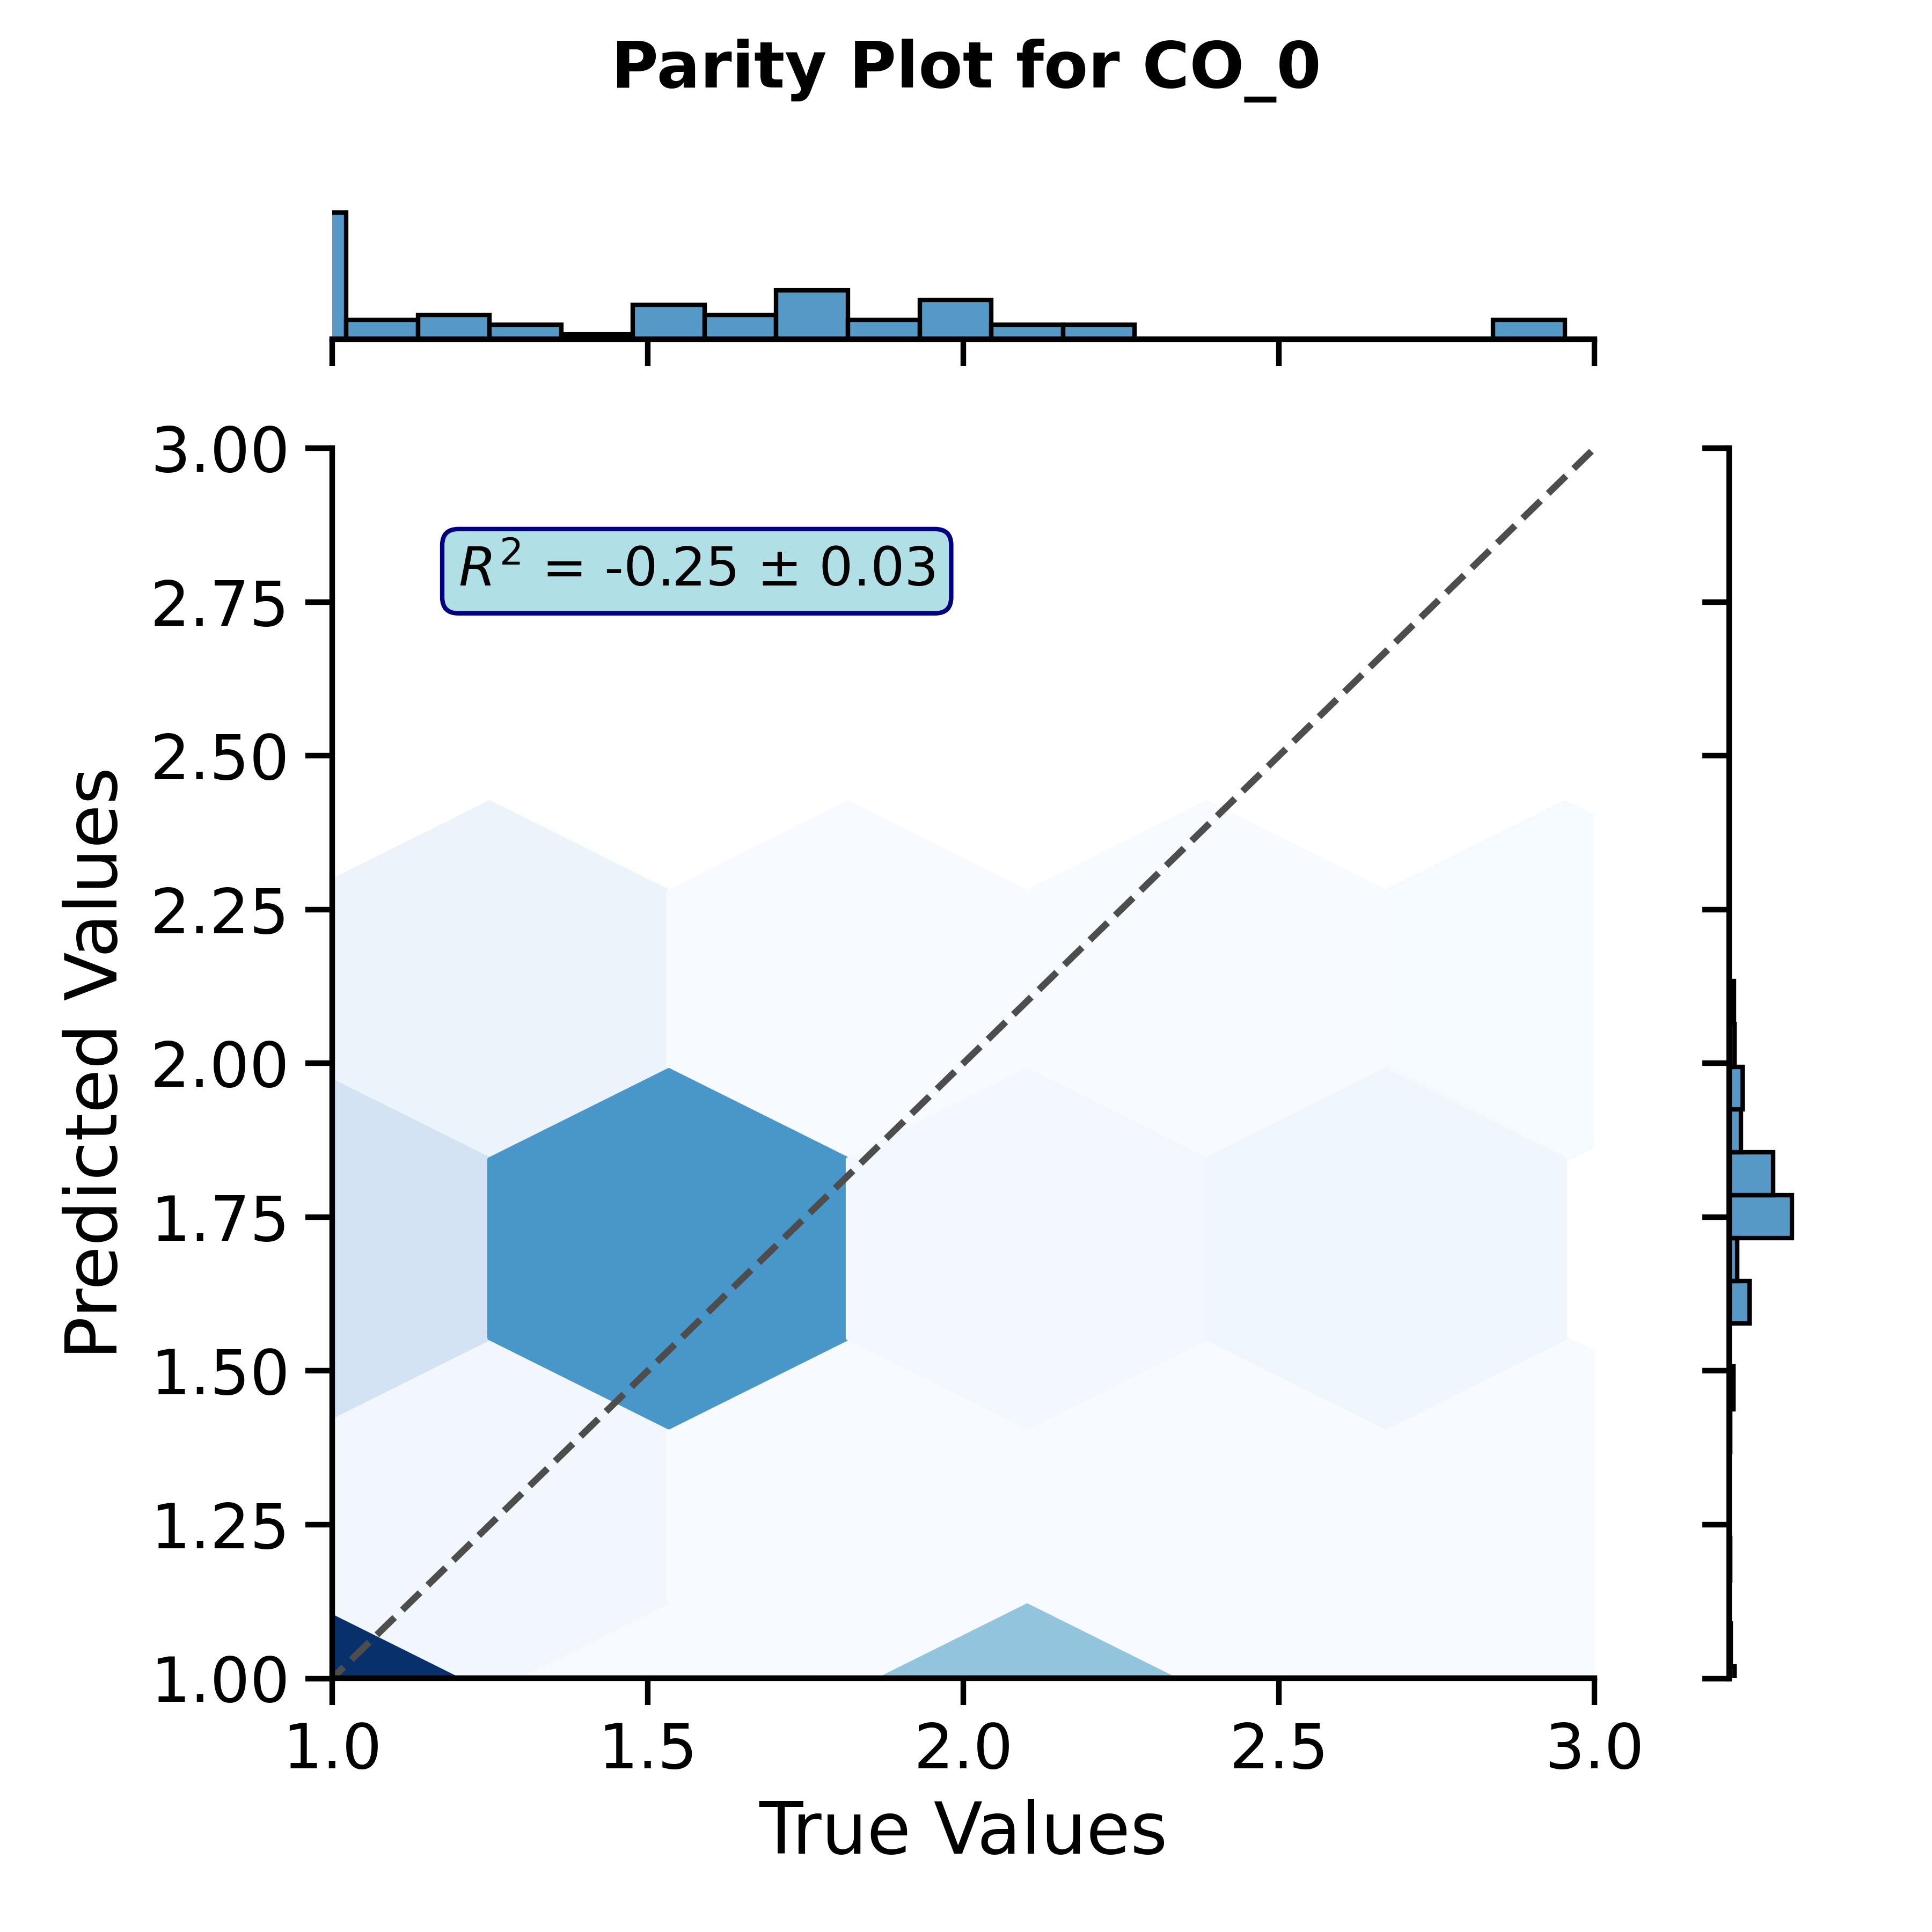 Parity Plot for CO_0
R² = -0.25 ± 0.03
Predicted Values
3.00
2.75
2.50
2.25
2.00
1.75
1.50
1.25
1.00
1.0 1.5 2.0 2.5 3.0
True Values